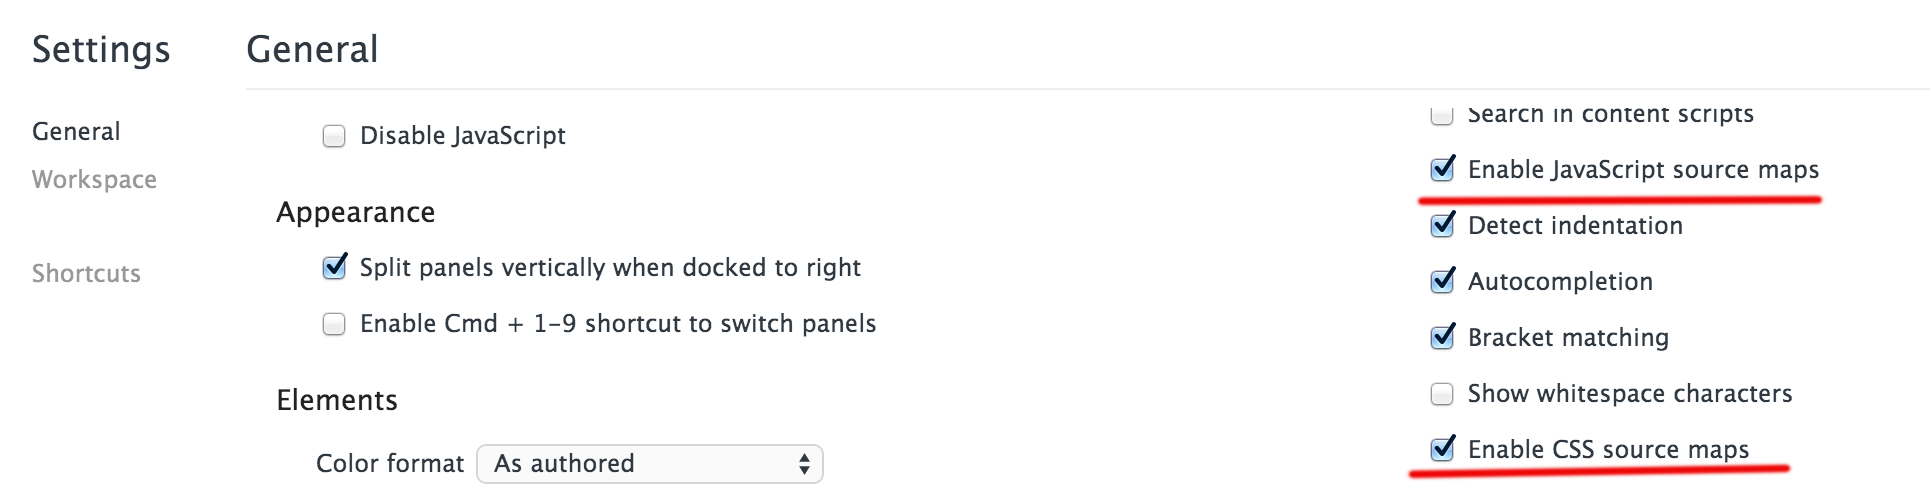 Settings
General
General
Workspace
Shortcuts
Disable JavaScript
Appearance
Split panels vertically when docked to right
Enable Cmd + 1-9 shortcut to switch panels
Elements
Color format As authored
Search in content scripts
Enable JavaScript source maps
Detect indentation
Autocompletion
Bracket matching
Show whitespace characters
Enable CSS source maps